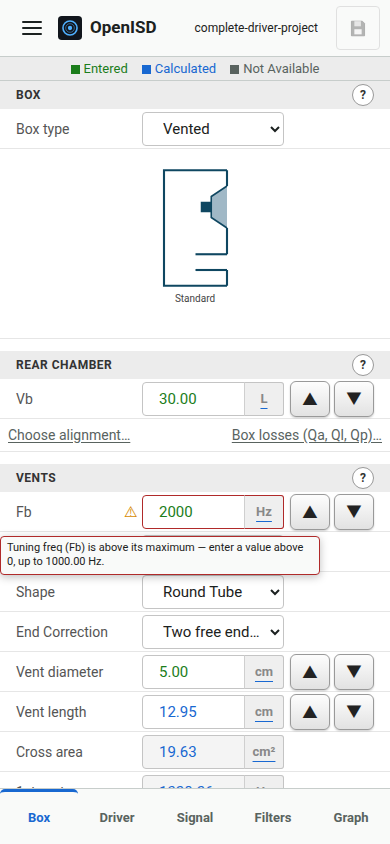 OpenISD
complete-driver-project
Entered Calculated Not Available
BOX ?
Box type Vented
Standard
REAR CHAMBER ?
Vb 30.00 L ▲ ▼
Choose alignment… Box losses (Qa, Ql, Qp)…
VENTS ?
Fb ⚠ 2000 Hz ▲ ▼
Tuning freq (Fb) is above its maximum — enter a value above
0, up to 1000.00 Hz.
Shape Round Tube
End Correction Two free end…
Vent diameter 5.00 cm ▲ ▼
Vent length 12.95 cm ▲ ▼
Cross area 19.63 cm²
Box Driver Signal Filters Graph